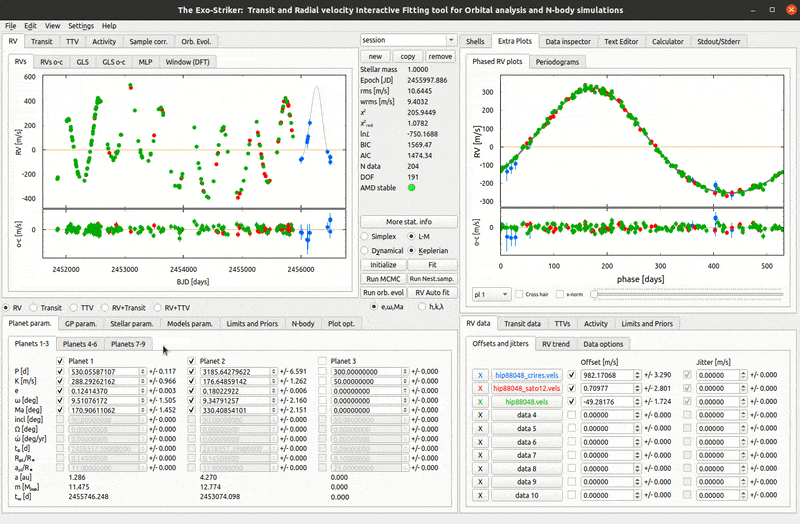 The Exo-Striker: Transit and Radial velocity Interactive Fitting tool for Orbital analysis and N-body simulations
File Edit View Settings Help
RV Transit TTV Activity Sample corr. Orb. Evol.
RVs RVs o-c GLS GLS o-c MLP Window (DFT)
600
400
200
0
-200
-400
RV [m/s]
0
o-c [m/s]
2452000 2453000 2454000 2455000 2456000
BJD [days]
session
new copy remove
Stellar mass 1.0000
Epoch [JD] 2455997.886
rms [m/s] 10.6445
wrms [m/s] 9.4032
χ² 205.9449
χ² red 1.0782
lnL -750.1688
BIC 1569.47
AIC 1474.34
N data 204
DOF 191
AMD stable
More stat. info
Simplex L-M
Dynamical Keplerian
Initialize Fit
Run MCMC Run Nest.samp.
Run orb. evol RV Auto fit
e,ω,Ma h,k,λ
Shells Extra Plots Data inspector Text Editor Calculator Stdout/Stderr
Phased RV plots Periodograms
300
200
100
0
-100
-200
-300
RV [m/s]
0
o-c [m/s]
0 100 200 300 400 500
phase [days]
pl 1 Cross hair x-norm
RV Transit TTV RV+Transit RV+TTV
Planet param. GP param. Stellar param. Models param. Limits and Priors N-body Plot opt.
Planets 1-3 Planets 4-6 Planets 7-9
Planet 1 Planet 2 Planet 3
P [d] 530.05587107 +/- 0.117 3185.64279622 +/- 6.591 300.00000000 +/- 0.000
K [m/s] 288.29262162 +/- 0.966 176.64859142 +/- 1.262 50.00000000 +/- 0.000
e 0.12414370 +/- 0.003 0.18022922 +/- 0.006 0.00000000 +/- 0.000
ω [deg] 9.51076172 +/- 1.505 9.34791257 +/- 2.160 0.00000000 +/- 0.000
Ma [deg] 170.90611062 +/- 1.452 330.40854201 +/- 2.151 0.00000000 +/- 0.000
incl [deg] 90.00000000 +/- 0.000 90.00000000 +/- 0.000 90.00000000 +/- 0.000
Ω [deg] +/- 0.000 +/- 0.000 +/- 0.000
ω̇ [deg/yr] +/- 0.000 +/- 0.000 +/- 0.000
t₀ [d] +/- 0.000 +/- 0.000 +/- 0.000
+/- 0.000 +/- 0.000 +/- 0.000
+/- 0.000 +/- 0.000 +/- 0.000
a [au] 1.286 4.270 0.000
m [M Jup] 11.475 12.774 0.000
t ω [d] 2455746.248 2453074.098 0.000
RV data Transit data TTVs Activity Limits and Priors
Offsets and jitters RV trend Data options
Offset [m/s] Jitter [m/s]
X hip88048_crires.vels 982.17068 +/- 3.290 0.00000 +/- 0.000
X hip88048_sato12.vels 0.70977 +/- 2.801 0.00000 +/- 0.000
X hip88048.vels -49.28176 +/- 1.724 0.00000 +/- 0.000
X data 4 0.00000 +/- 0.000 0.00000 +/- 0.000
X data 5 0.00000 +/- 0.000 0.00000 +/- 0.000
X data 6 0.00000 +/- 0.000 0.00000 +/- 0.000
X data 7 0.00000 +/- 0.000 0.00000 +/- 0.000
X data 8 0.00000 +/- 0.000 0.00000 +/- 0.000
X data 9 0.00000 +/- 0.000 0.00000 +/- 0.000
X data 10 0.00000 +/- 0.000 0.00000 +/- 0.000